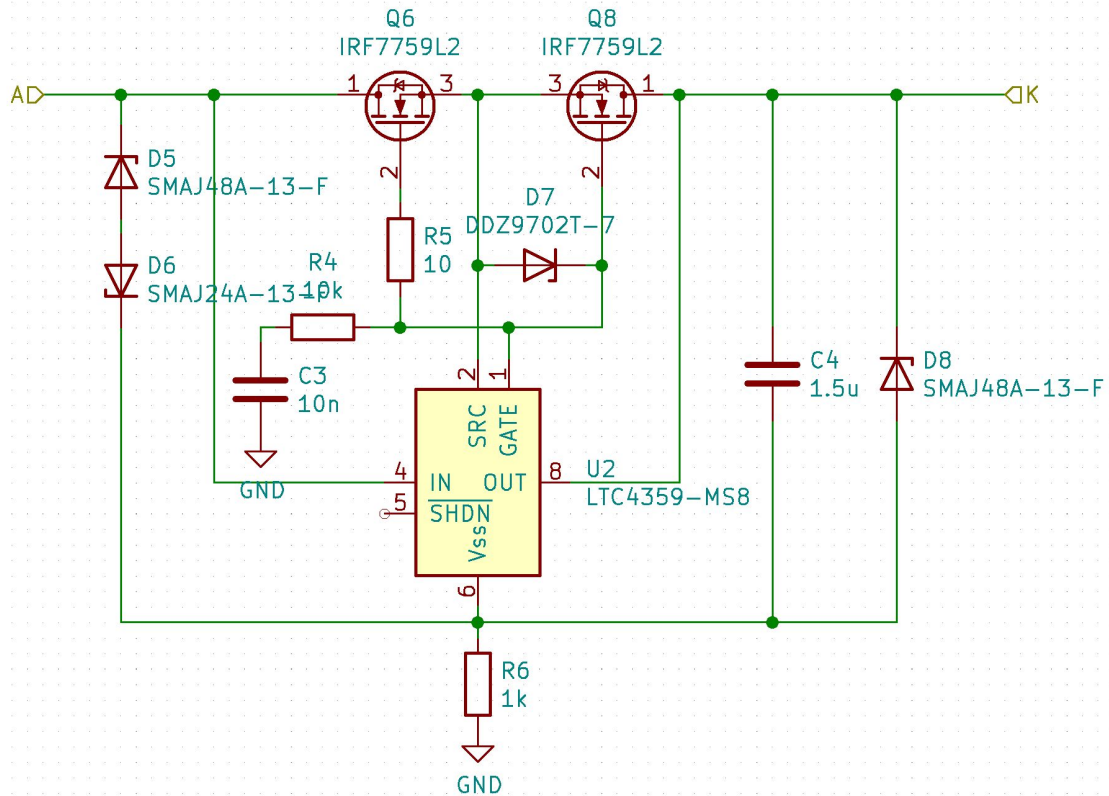 Q6
IRF7759L2
Q8
IRF7759L2
A
1
3
3
1
K
2
2
D5
SMAJ48A-13-F
D7
DDZ9702T-7
R5
10
D6
SMAJ24A-13-F
R4
10k
C3
10n
GND
2
1
SRC
GATE
4
IN
OUT
8
5
SHDN
Vss
6
U2
LTC4359-MS8
C4
1.5u
D8
SMAJ48A-13-F
R6
1k
GND